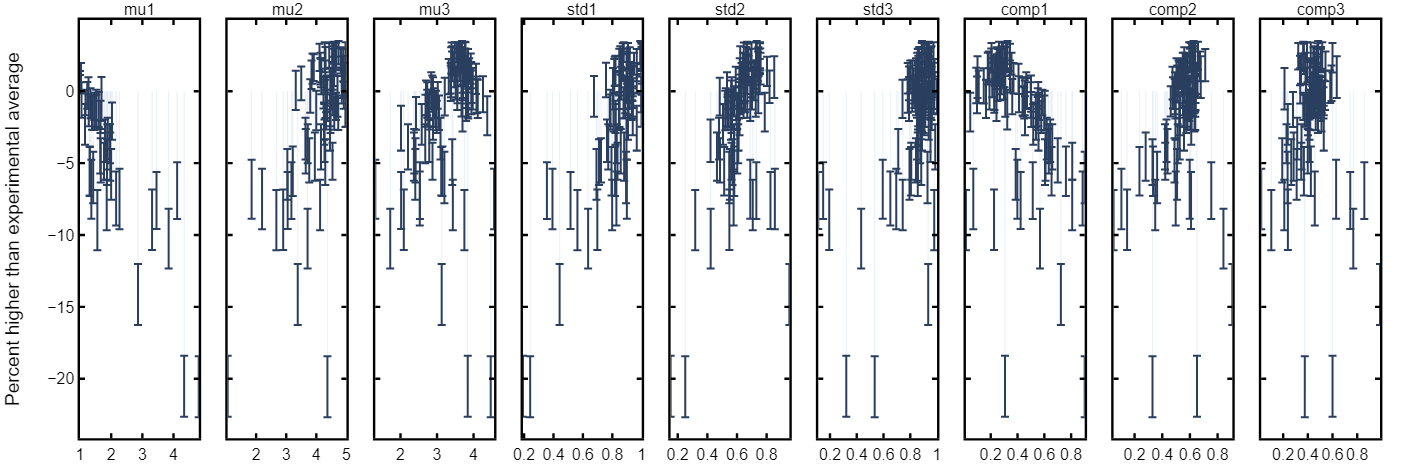 mu1 mu2 mu3 std1 std2 std3 comp1 comp2 comp3
Percent higher than experimental average
0
−5
−10
−15
−20
1 2 3 4 2 3 4 5 2 3 4 0.2 0.4 0.6 0.8 1 0.2 0.4 0.6 0.8 0.2 0.4 0.6 0.8 1 0.2 0.4 0.6 0.8 0.2 0.4 0.6 0.8 0.2 0.4 0.6 0.8